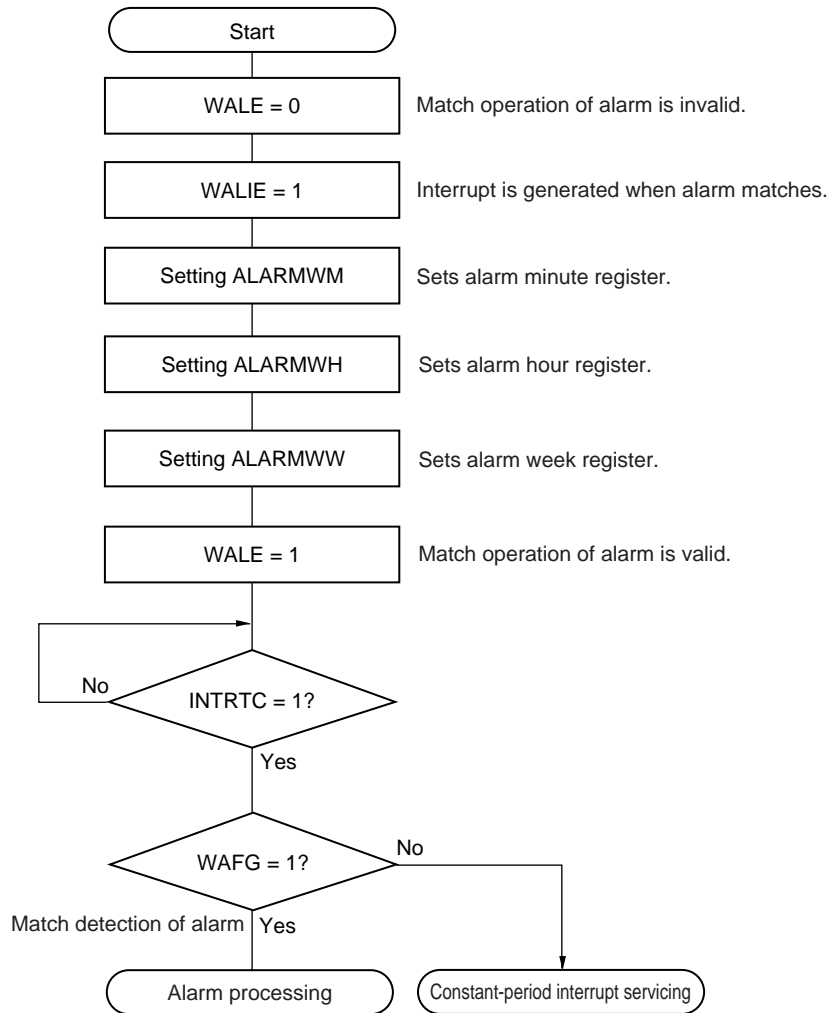 Start
WALE = 0
Match operation of alarm is invalid.
WALIE = 1
Interrupt is generated when alarm matches.
Setting ALARMWM
Sets alarm minute register.
Setting ALARMWH
Sets alarm hour register.
Setting ALARMWW
Sets alarm week register.
WALE = 1
Match operation of alarm is valid.
No
INTRTC = 1?
Yes
WAFG = 1?
No
Match detection of alarm
Yes
Alarm processing
Constant-period interrupt servicing